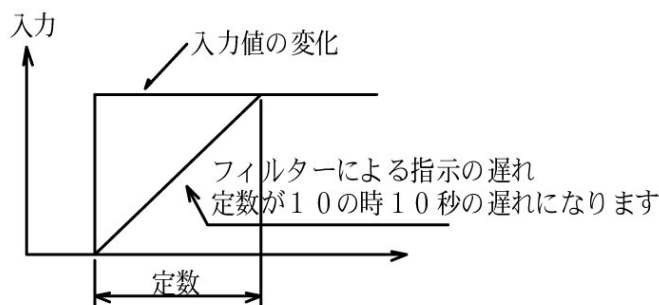 入力
入力値の変化
フィルターによる指示の遅れ
定数が１０の時１０秒の遅れになります
定数